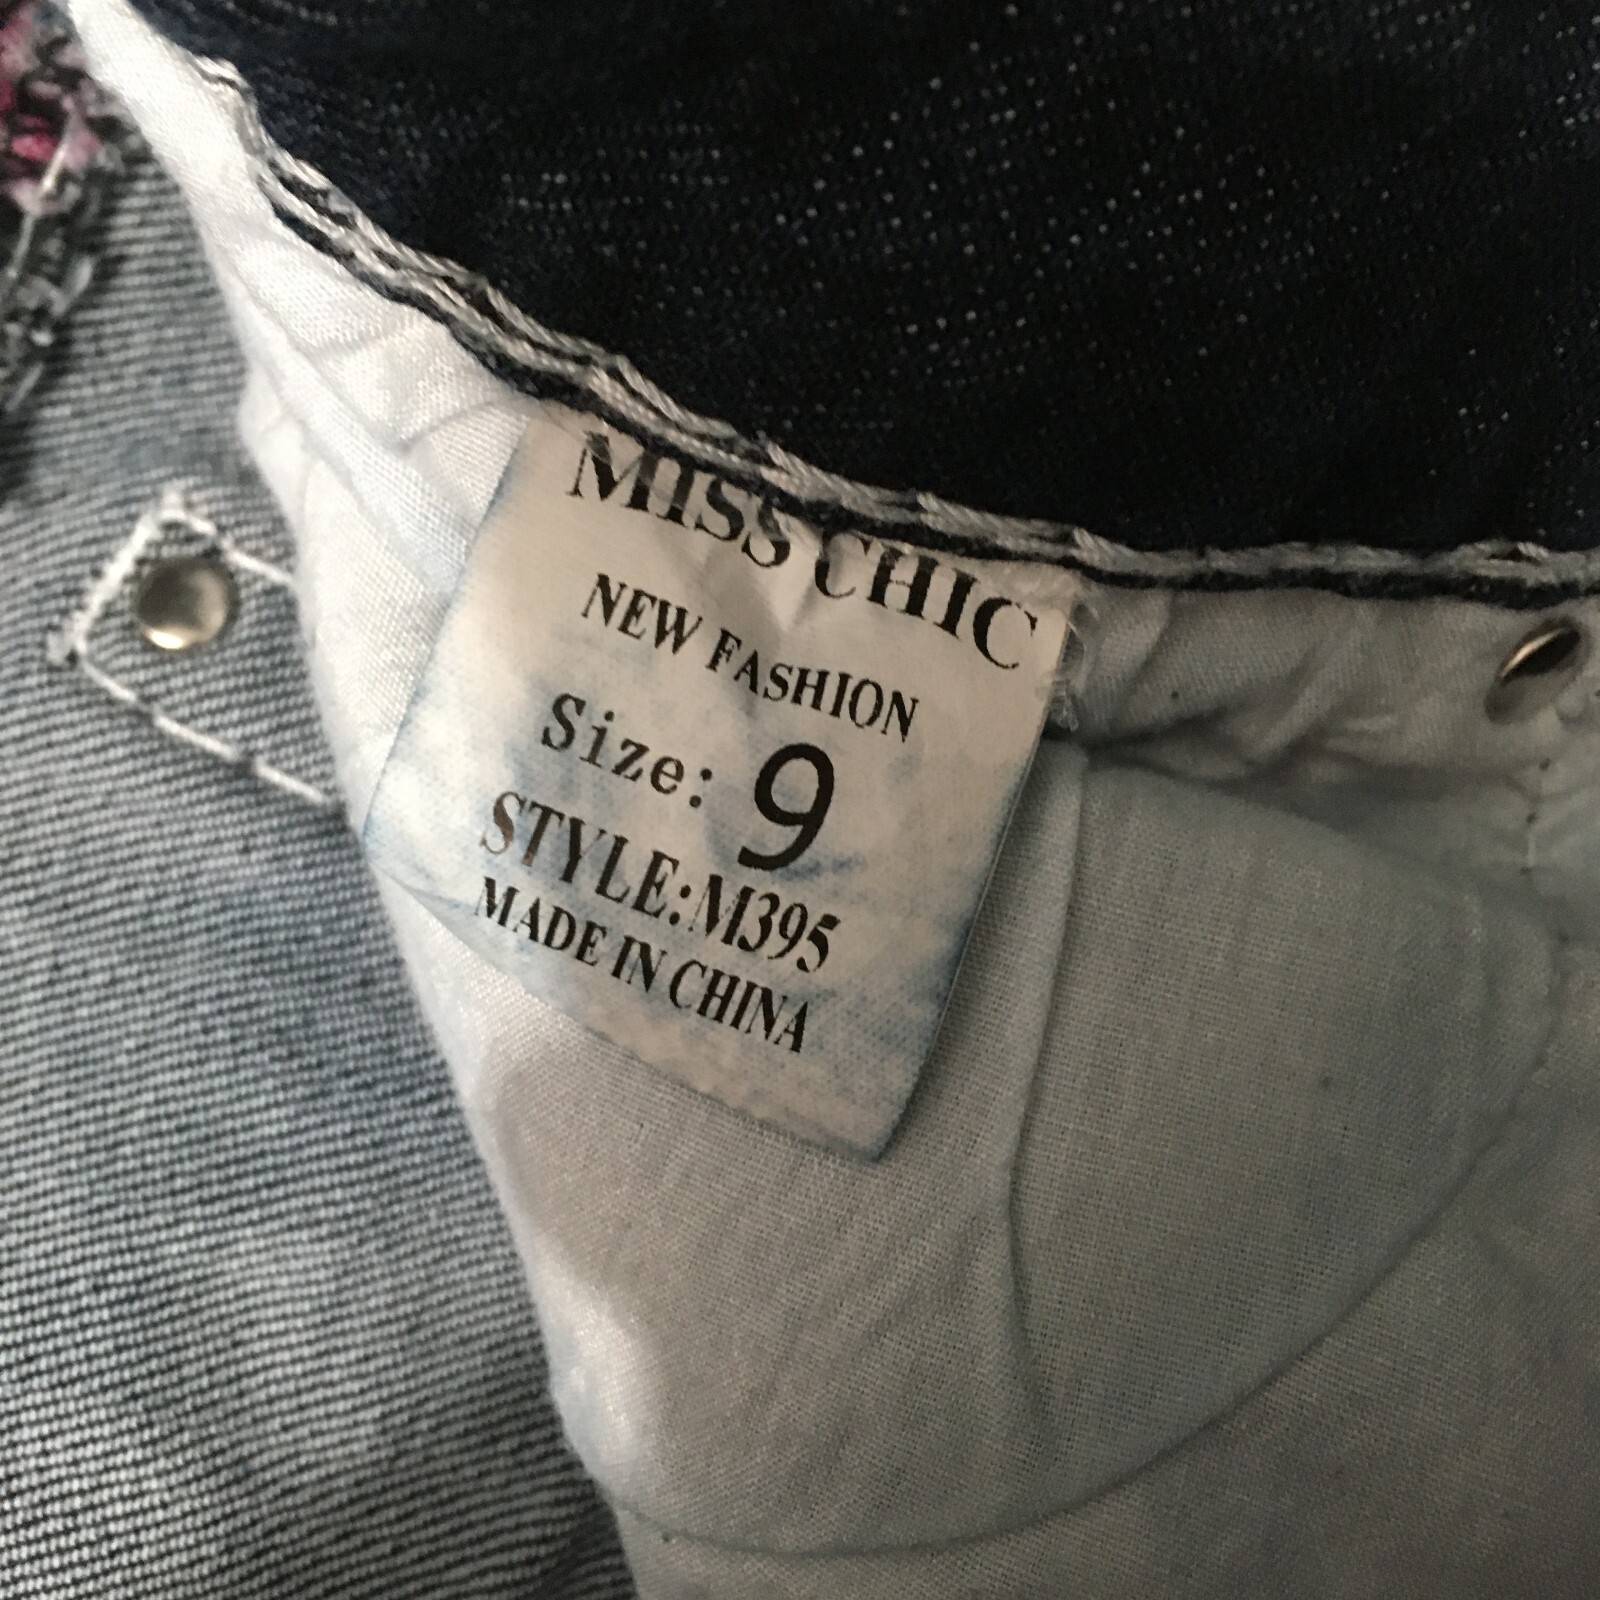 MISS CHIC
NEW FASHION
Size: 9
STYLE:M395
MADE IN CHINA